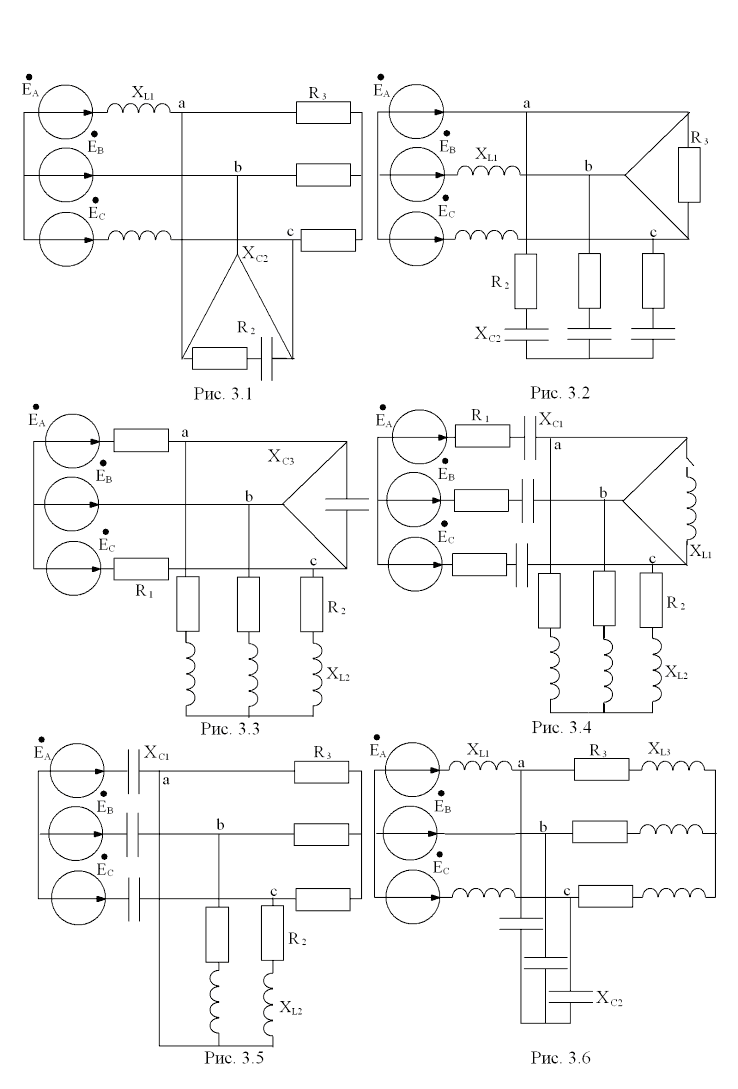 E_A X_L1 a R_3
E_B
b
E_C
c
X_C2
R_2
Рис. 3.1
E_A a
E_B R_3
X_L1 b
E_C
c
R_2
X_C2
Рис. 3.2
E_A a
X_C3
E_B
b
E_C
c
R_1 R_2
X_L2
Рис. 3.3
E_A R_1 X_C1
a
E_B
b
E_C
c X_L1
R_2
X_L2
Рис. 3.4
E_A X_C1 R_3
a
E_B
b
E_C
c
R_2
X_L2
Рис. 3.5
E_A X_L1 a R_3 X_L3
E_B
b
E_C
c
X_C2
Рис. 3.6